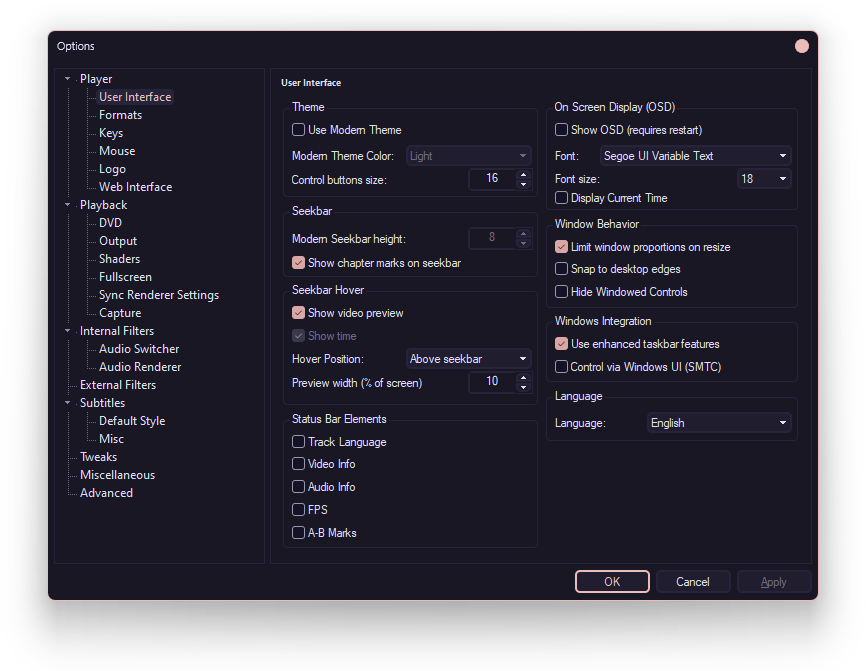 Options
Player
User Interface
Formats
Keys
Mouse
Logo
Web Interface
Playback
DVD
Output
Shaders
Fullscreen
Sync Renderer Settings
Capture
Internal Filters
Audio Switcher
Audio Renderer
External Filters
Subtitles
Default Style
Misc
Tweaks
Miscellaneous
Advanced
User Interface
Theme
Use Modern Theme
Modern Theme Color: Light
Control buttons size: 16
Seekbar
Modern Seekbar height: 8
Show chapter marks on seekbar
Seekbar Hover
Show video preview
Show time
Hover Position: Above seekbar
Preview width (% of screen) 10
Status Bar Elements
Track Language
Video Info
Audio Info
FPS
A-B Marks
On Screen Display (OSD)
Show OSD (requires restart)
Font: Segoe UI Variable Text
Font size: 18
Display Current Time
Window Behavior
Limit window proportions on resize
Snap to desktop edges
Hide Windowed Controls
Windows Integration
Use enhanced taskbar features
Control via Windows UI (SMTC)
Language
Language: English
OK Cancel Apply